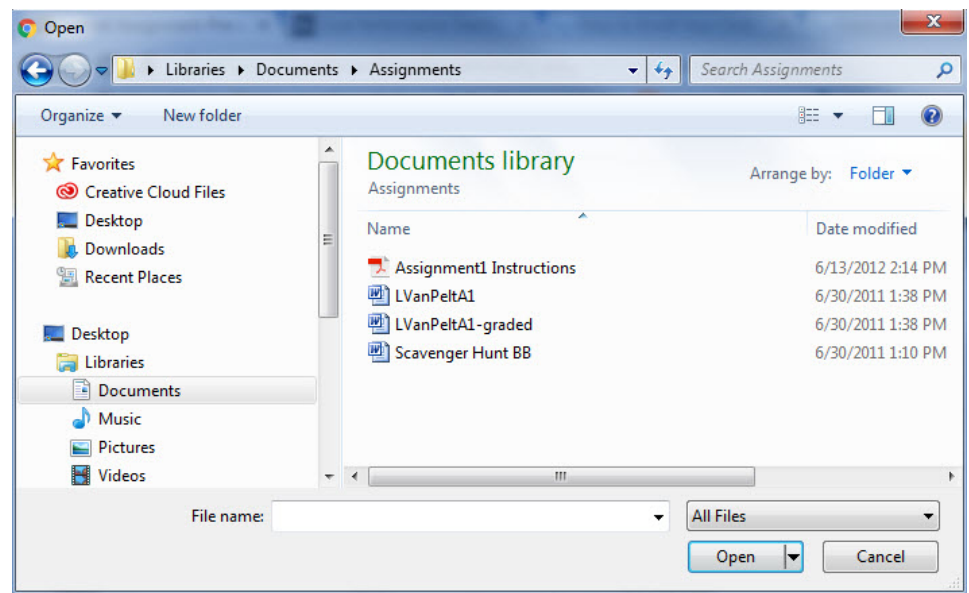 Open
Libraries Documents Assignments Search Assignments
Organize New folder
Favorites
Creative Cloud Files
Desktop
Downloads
Recent Places
Desktop
Libraries
Documents
Music
Pictures
Videos
Documents library
Assignments
Arrange by: Folder
Name Date modified
Assignment1 Instructions 6/13/2012 2:14 PM
LVanPeltA1 6/30/2011 1:38 PM
LVanPeltA1-graded 6/30/2011 1:38 PM
Scavenger Hunt BB 6/30/2011 1:10 PM
File name: All Files
Open Cancel